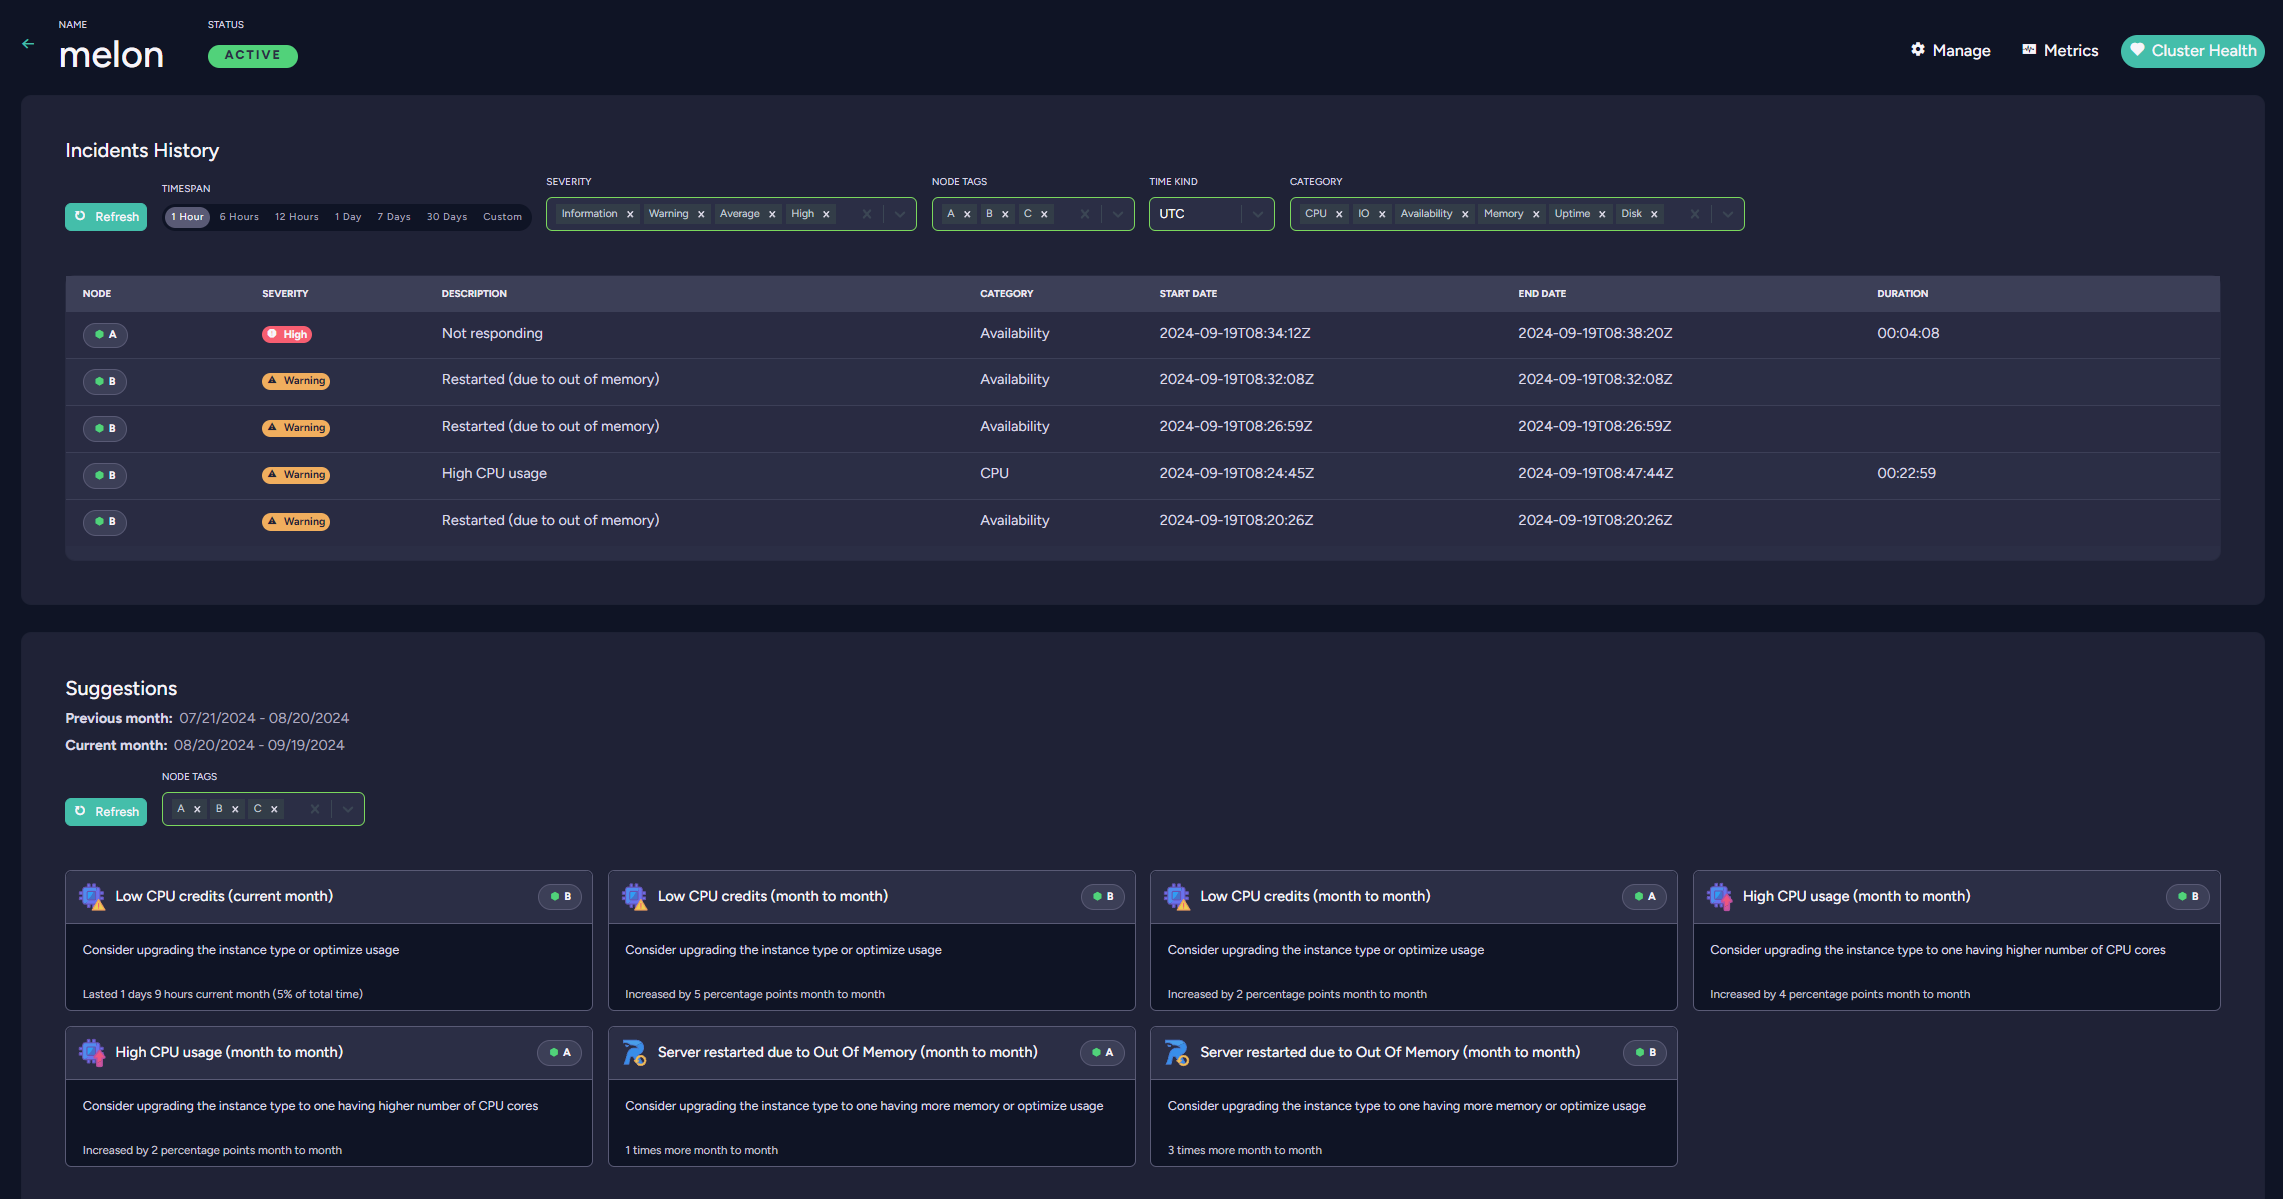 NAME
melon
STATUS
ACTIVE
Manage Metrics Cluster Health
Incidents History
Refresh
TIMESPAN
1 Hour 6 Hours 12 Hours 1 Day 7 Days 30 Days Custom
SEVERITY
Information x Warning x Average x High x
NODE TAGS
A x B x C x
TIME KIND
UTC
CATEGORY
CPU x IO x Availability x Memory x Uptime x Disk x
NODE SEVERITY DESCRIPTION CATEGORY START DATE END DATE DURATION
A High Not responding Availability 2024-09-19T08:34:12Z 2024-09-19T08:38:20Z 00:04:08
B Warning Restarted (due to out of memory) Availability 2024-09-19T08:32:08Z 2024-09-19T08:32:08Z
B Warning Restarted (due to out of memory) Availability 2024-09-19T08:26:59Z 2024-09-19T08:26:59Z
B Warning High CPU usage CPU 2024-09-19T08:24:45Z 2024-09-19T08:47:44Z 00:22:59
B Warning Restarted (due to out of memory) Availability 2024-09-19T08:20:26Z 2024-09-19T08:20:26Z
Suggestions
Previous month: 07/21/2024 - 08/20/2024
Current month: 08/20/2024 - 09/19/2024
Refresh
NODE TAGS
A x B x C x
Low CPU credits (current month) B
Consider upgrading the instance type or optimize usage
Lasted 1 days 9 hours current month (5% of total time)
Low CPU credits (month to month) B
Consider upgrading the instance type or optimize usage
Increased by 5 percentage points month to month
Low CPU credits (month to month) A
Consider upgrading the instance type or optimize usage
Increased by 2 percentage points month to month
High CPU usage (month to month) B
Consider upgrading the instance type to one having higher number of CPU cores
Increased by 4 percentage points month to month
High CPU usage (month to month) A
Consider upgrading the instance type to one having higher number of CPU cores
Increased by 2 percentage points month to month
Server restarted due to Out Of Memory (month to month) A
Consider upgrading the instance type to one having more memory or optimize usage
1 times more month to month
Server restarted due to Out Of Memory (month to month) B
Consider upgrading the instance type to one having more memory or optimize usage
3 times more month to month